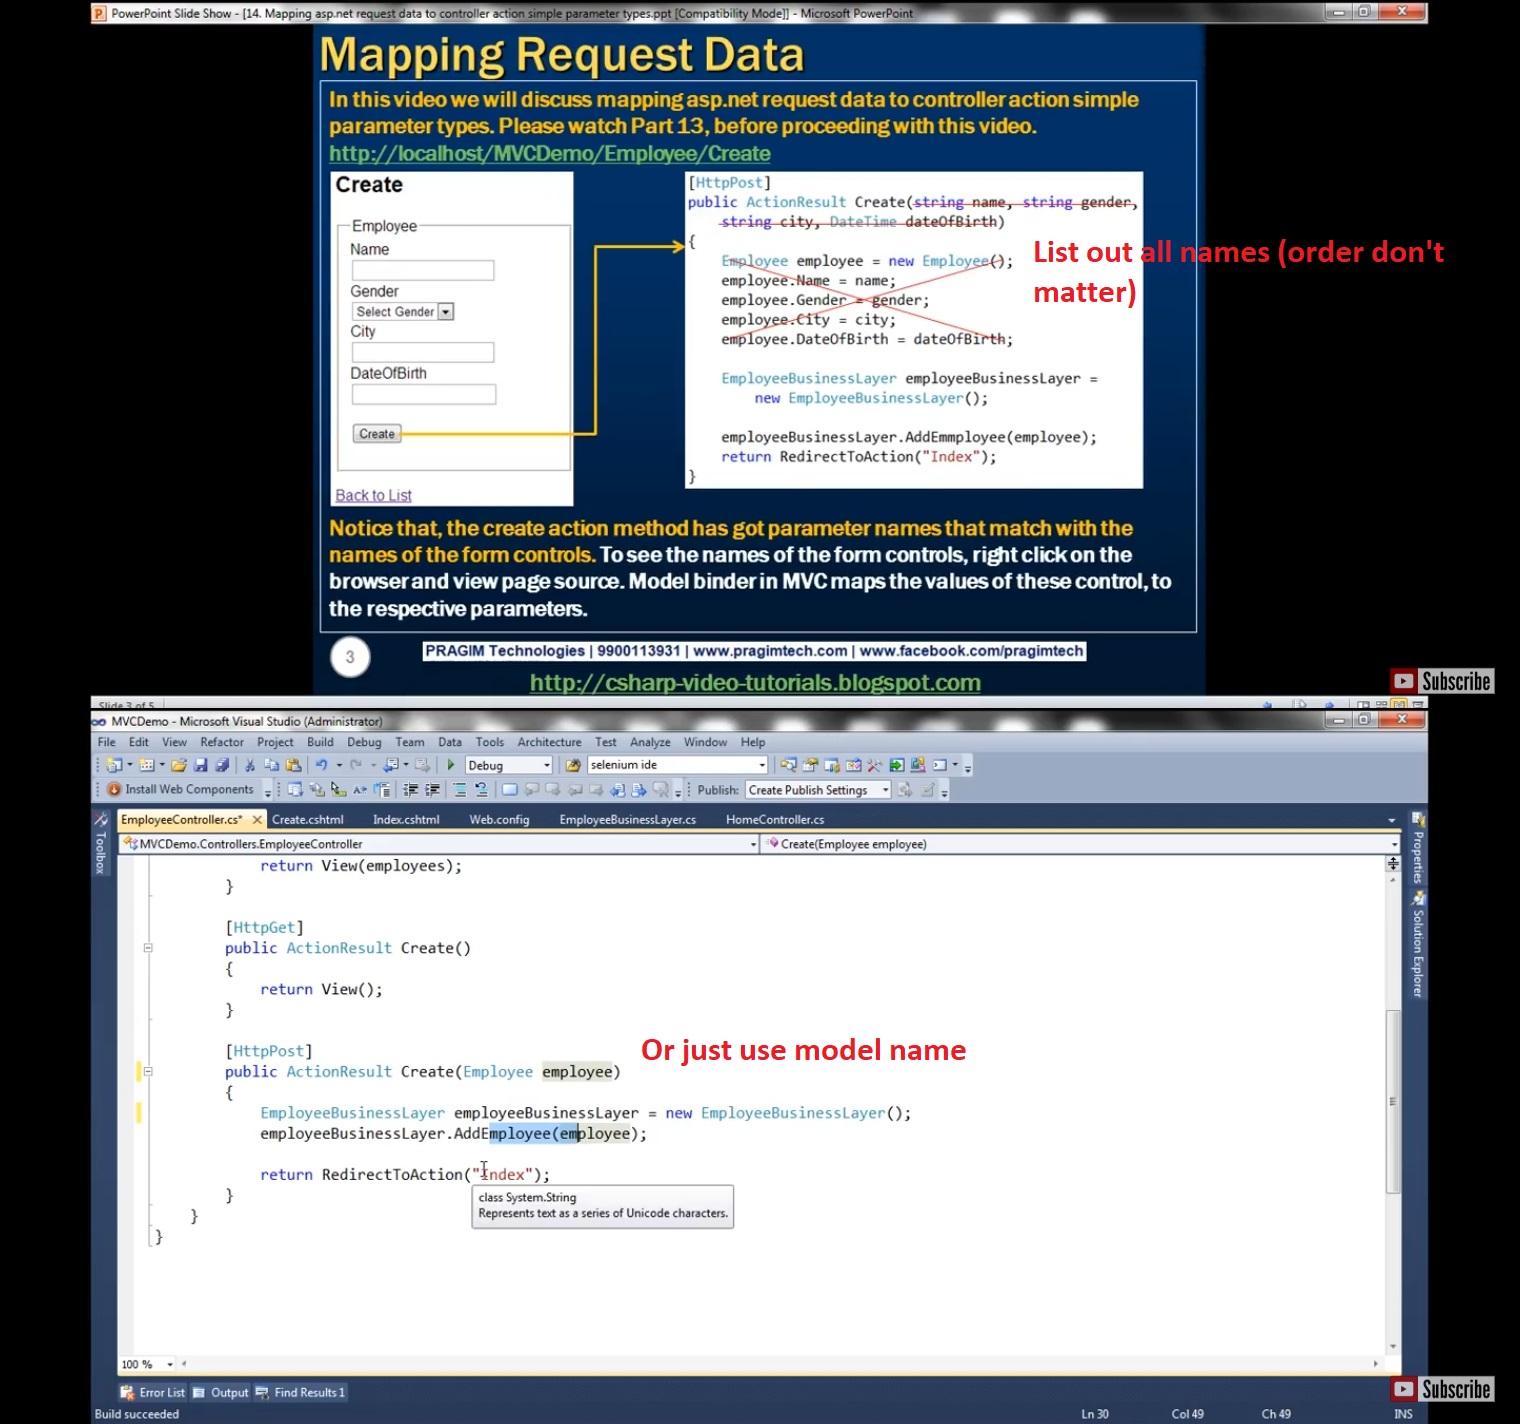 PowerPoint Slide Show - [14. Mapping asp.net request data to controller action simple parameter types.ppt [Compatibility Mode]] - Microsoft PowerPoint
Mapping Request Data
In this video we will discuss mapping asp.net request data to controller action simple
parameter types. Please watch Part 13, before proceeding with this video.
http://localhost/MVCDemo/Employee/Create
Create
Employee
Name
Gender
Select Gender
City
DateOfBirth
Create
Back to List
[HttpPost]
public ActionResult Create(string name, string gender,
string city, DateTime dateOfBirth)
{
Employee employee = new Employee();
employee.Name = name;
employee.Gender = gender;
employee.City = city;
employee.DateOfBirth = dateOfBirth;
EmployeeBusinessLayer employeeBusinessLayer =
new EmployeeBusinessLayer();
employeeBusinessLayer.AddEmmployee(employee);
return RedirectToAction("Index");
}
List out all names (order don't
matter)
Notice that, the create action method has got parameter names that match with the
names of the form controls. To see the names of the form controls, right click on the
browser and view page source. Model binder in MVC maps the values of these control, to
the respective parameters.
3
PRAGIM Technologies | 9900113931 | www.pragimtech.com | www.facebook.com/pragimtech
http://csharp-video-tutorials.blogspot.com
Subscribe
Slide 3 of 5
MVCDemo - Microsoft Visual Studio (Administrator)
File Edit View Refactor Project Build Debug Team Data Tools Architecture Test Analyze Window Help
Debug selenium ide
Install Web Components Publish: Create Publish Settings
EmployeeController.cs* Create.cshtml Index.cshtml Web.config EmployeeBusinessLayer.cs HomeController.cs
MVCDemo.Controllers.EmployeeController Create(Employee employee)
Toolbox
Properties
Solution Explorer
return View(employees);
}
[HttpGet]
public ActionResult Create()
{
return View();
}
[HttpPost]
Or just use model name
public ActionResult Create(Employee employee)
{
EmployeeBusinessLayer employeeBusinessLayer = new EmployeeBusinessLayer();
employeeBusinessLayer.AddEmployee(employee);
return RedirectToAction("Index");
class System.String
Represents text as a series of Unicode characters.
}
}
}
100 %
Error List Output Find Results 1
Subscribe
Build succeeded Ln 30 Col 49 Ch 49 INS